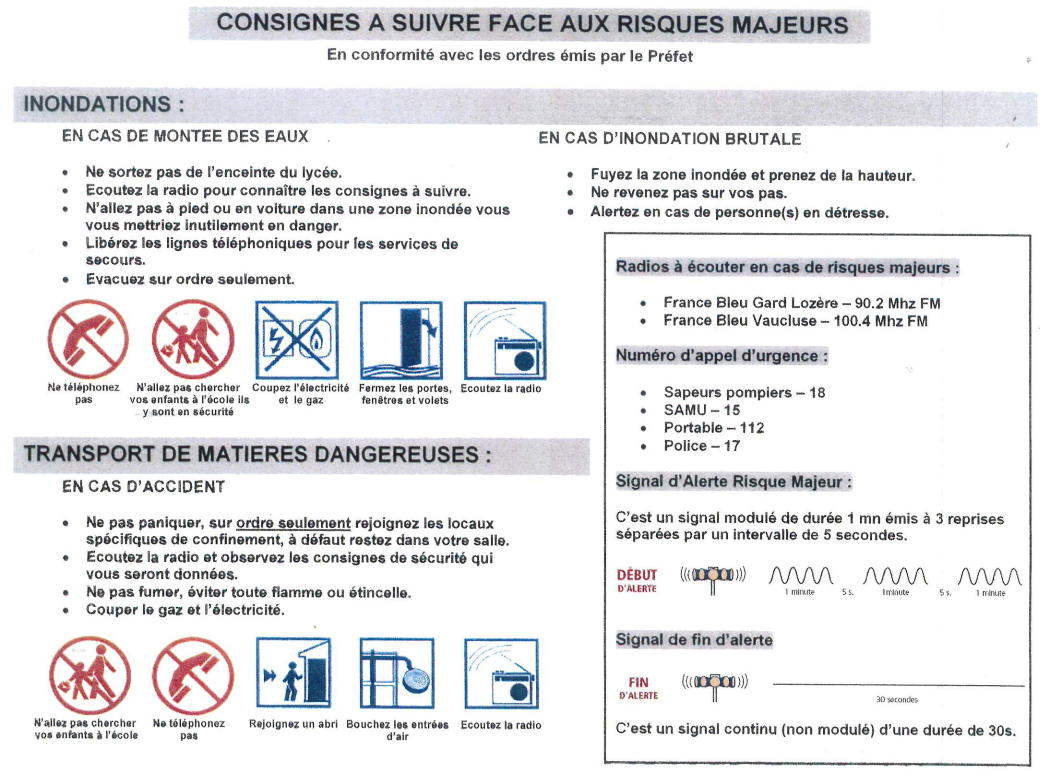 CONSIGNES A SUIVRE FACE AUX RISQUES MAJEURS
En conformité avec les ordres émis par le Préfet
INONDATIONS :
EN CAS DE MONTEE DES EAUX
• Ne sortez pas de l'enceinte du lycée.
• Ecoutez la radio pour connaître les consignes à suivre.
• N'allez pas à pied ou en voiture dans une zone inondée vous
vous mettriez inutilement en danger.
• Libérez les lignes téléphoniques pour les services de
secours.
• Evacuez sur ordre seulement.
Ne téléphonez
pas
N'allez pas chercher
vos enfants à l'école ils
y sont en sécurité
Coupez l'électricité
et le gaz
Fermez les portes,
fenêtres et volets
Ecoutez la radio
EN CAS D'INONDATION BRUTALE
• Fuyez la zone inondée et prenez de la hauteur.
• Ne revenez pas sur vos pas.
• Alertez en cas de personne(s) en détresse.
TRANSPORT DE MATIERES DANGEREUSES :
EN CAS D'ACCIDENT
• Ne pas paniquer, sur ordre seulement rejoignez les locaux
spécifiques de confinement, à défaut restez dans votre salle.
• Ecoutez la radio et observez les consignes de sécurité qui
vous seront données.
• Ne pas fumer, éviter toute flamme ou étincelle.
• Couper le gaz et l'électricité.
N'allez pas chercher
vos enfants à l'école
Ne téléphonez
pas
Rejoignez un abri
Bouchez les entrées
d'air
Ecoutez la radio
Radios à écouter en cas de risques majeurs :
• France Bleu Gard Lozère – 90.2 Mhz FM
• France Bleu Vaucluse – 100.4 Mhz FM
Numéro d'appel d'urgence :
• Sapeurs pompiers – 18
• SAMU – 15
• Portable – 112
• Police – 17
Signal d'Alerte Risque Majeur :
C'est un signal modulé de durée 1 mn émis à 3 reprises
séparées par un intervalle de 5 secondes.
DÉBUT
D'ALERTE
1 minute 5 s. 1minute 5 s. 1 minute
Signal de fin d'alerte
FIN
D'ALERTE
30 secondes
C'est un signal continu (non modulé) d'une durée de 30s.